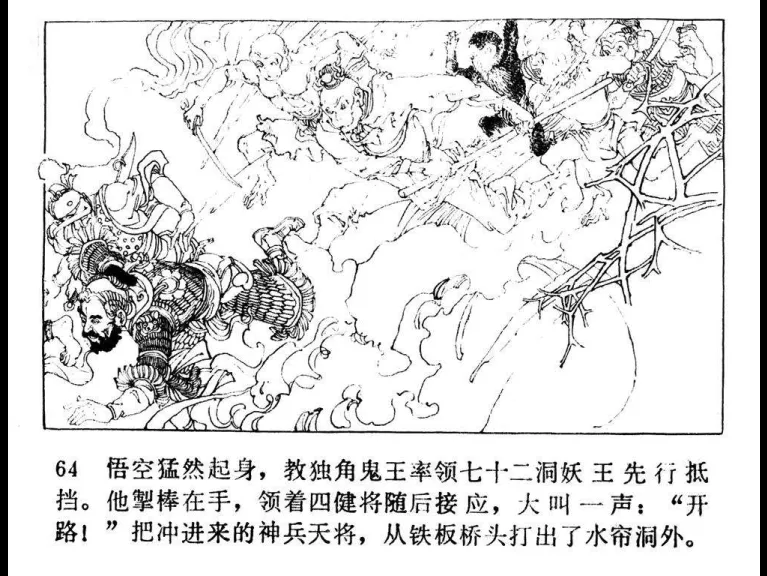 64 悟空猛然起身，教独角鬼王率领七十二洞妖王先行抵
挡。他掣棒在手，领着四健将随后接应，大叫一声：“开
路！”把冲进来的神兵天将，从铁板桥头打出了水帘洞外。